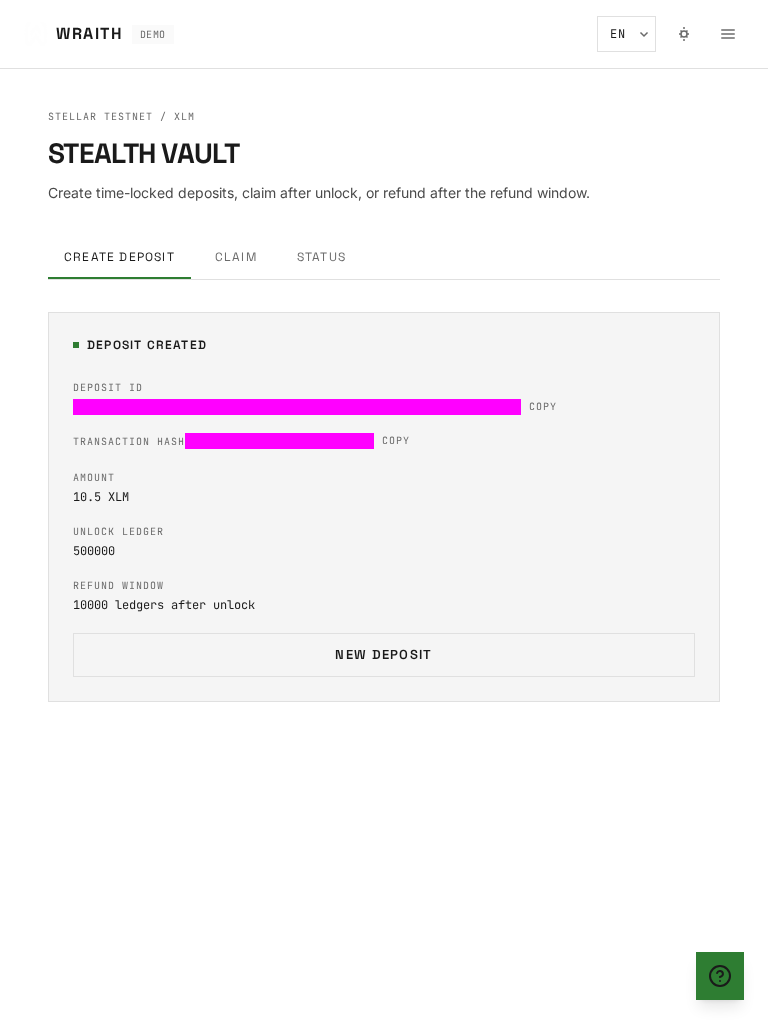 WRAITH DEMO EN
STELLAR TESTNET / XLM
STEALTH VAULT
Create time-locked deposits, claim after unlock, or refund after the refund window.
CREATE DEPOSIT CLAIM STATUS
DEPOSIT CREATED
DEPOSIT ID
COPY
TRANSACTION HASH COPY
AMOUNT
10.5 XLM
UNLOCK LEDGER
500000
REFUND WINDOW
10000 ledgers after unlock
NEW DEPOSIT